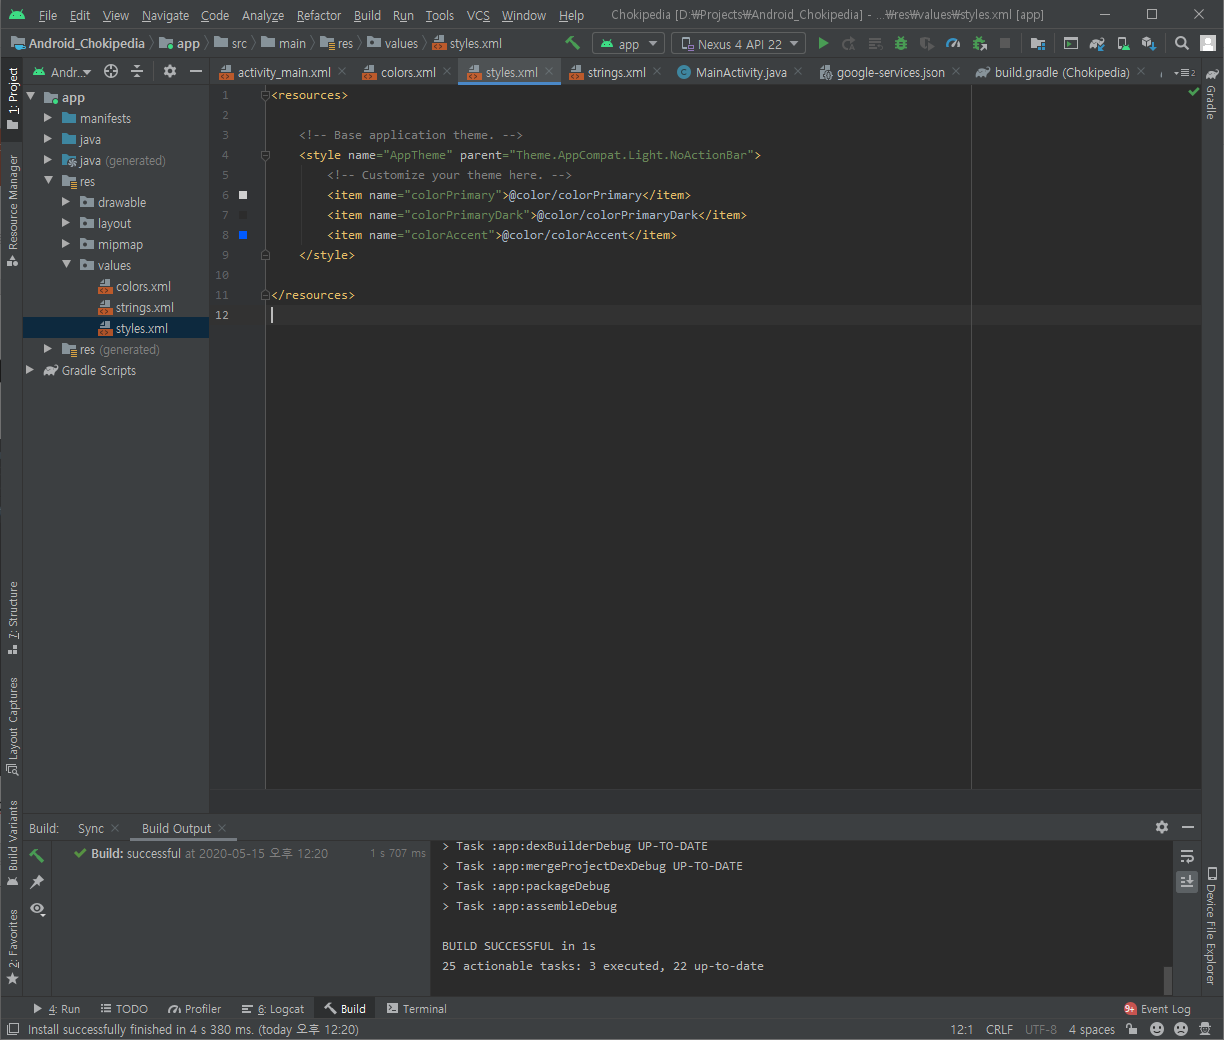 File Edit View Navigate Code Analyze Refactor Build Run Tools VCS Window Help Chokipedia [D:₩Projects₩Android_Chokipedia] - ...₩res₩values₩styles.xml [app]
Android_Chokipedia app src main res values styles.xml app Nexus 4 API 22
1: Project
Resource Manager
7: Structure
Layout Captures
Build Variants
2: Favorites
Andr...
app
manifests
java
java (generated)
res
drawable
layout
mipmap
values
colors.xml
strings.xml
styles.xml
res (generated)
Gradle Scripts
activity_main.xml colors.xml styles.xml strings.xml MainActivity.java google-services.json build.gradle (Chokipedia) 2
1 <resources>
2
3 <!-- Base application theme. -->
4 <style name="AppTheme" parent="Theme.AppCompat.Light.NoActionBar">
5 <!-- Customize your theme here. -->
6 <item name="colorPrimary">@color/colorPrimary</item>
7 <item name="colorPrimaryDark">@color/colorPrimaryDark</item>
8 <item name="colorAccent">@color/colorAccent</item>
9 </style>
10
11 </resources>
12
Gradle
Device File Explorer
Build: Sync Build Output
Build: successful at 2020-05-15 오후 12:20 1 s 707 ms
> Task :app:dexBuilderDebug UP-TO-DATE
> Task :app:mergeProjectDexDebug UP-TO-DATE
> Task :app:packageDebug
> Task :app:assembleDebug
BUILD SUCCESSFUL in 1s
25 actionable tasks: 3 executed, 22 up-to-date
4: Run TODO Profiler 6: Logcat Build Terminal 9+ Event Log
Install successfully finished in 4 s 380 ms. (today 오후 12:20) 12:1 CRLF UTF-8 4 spaces